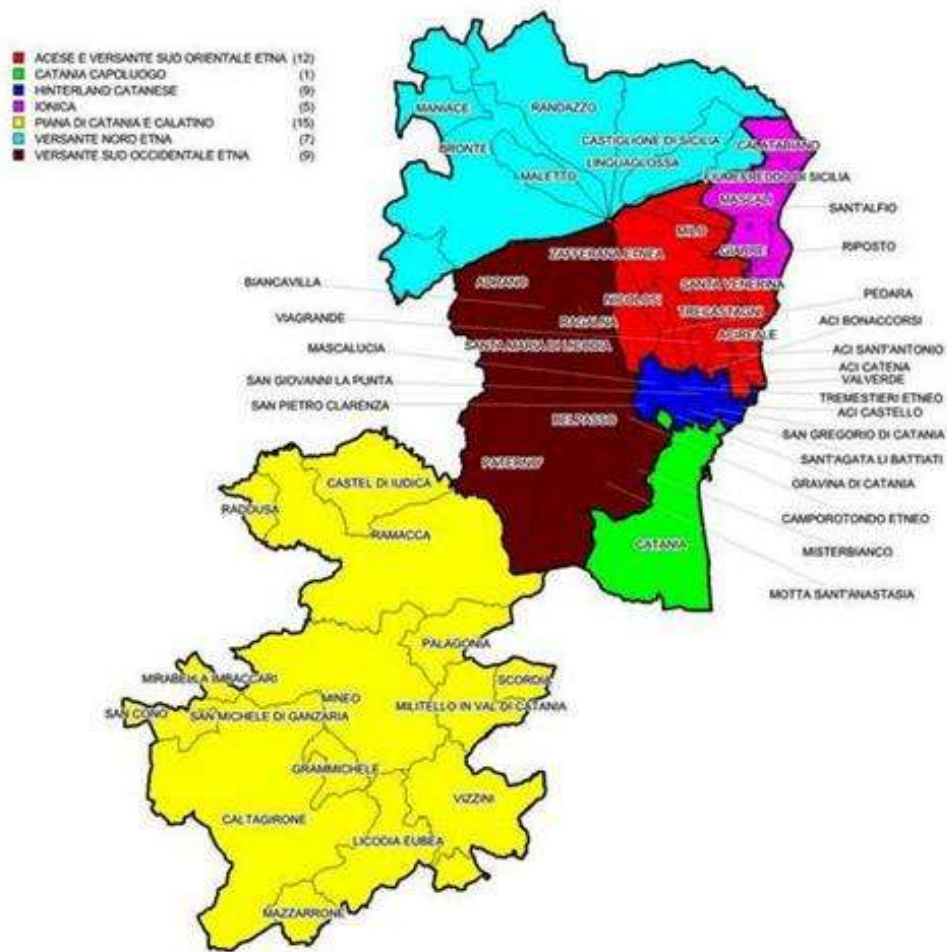 ACESE E VERSANTE SUD ORIENTALE ETNA (12)
CATANIA CAPOLUOGO (1)
HINTERLAND CATANESE (9)
IONICA (5)
PIANA DI CATANIA E CALATINO (15)
VERSANTE NORD ETNA (7)
VERSANTE SUD OCCIDENTALE ETNA (9)
MANIACE
RANDAZZO
BRONTE
CASTIGLIONE DI SICILIA
CALATABIANO
LINGUAGLOSSA
MALETTO
FIUMEFREDDO DI SICILIA
MASCALI
SANT'ALFIO
MILO
GIARRE
RIPOSTO
ZAFFERANA ETNEA
BIANCAVILLA
ADRANO
SANTA VENERINA
PEDARA
NICOLOSI
VIAGRANDE
RAGALNA
TRECASTAGNI
ACI BONACCORSI
ACIREALE
MASCALUCIA
SANTA MARIA DI LICODIA
ACI SANT'ANTONIO
ACI CATENA
SAN GIOVANNI LA PUNTA
VALVERDE
SAN PIETRO CLARENZA
TREMESTIERI ETNEO
ACI CASTELLO
BELPASSO
SAN GREGORIO DI CATANIA
SANT'AGATA LI BATTIATI
PATERNO'
GRAVINA DI CATANIA
CASTEL DI IUDICA
RADDUSA
CAMPOROTONDO ETNEO
RAMACCA
CATANIA
MISTERBIANCO
MOTTA SANT'ANASTASIA
PALAGONIA
MIRABELLA IMBACCARI
SCORDIA
MINEO
SAN CONO
SAN MICHELE DI GANZARIA
MILITELLO IN VAL DI CATANIA
GRAMMICHELE
VIZZINI
CALTAGIRONE
LICODIA EUBEA
MAZZARRONE